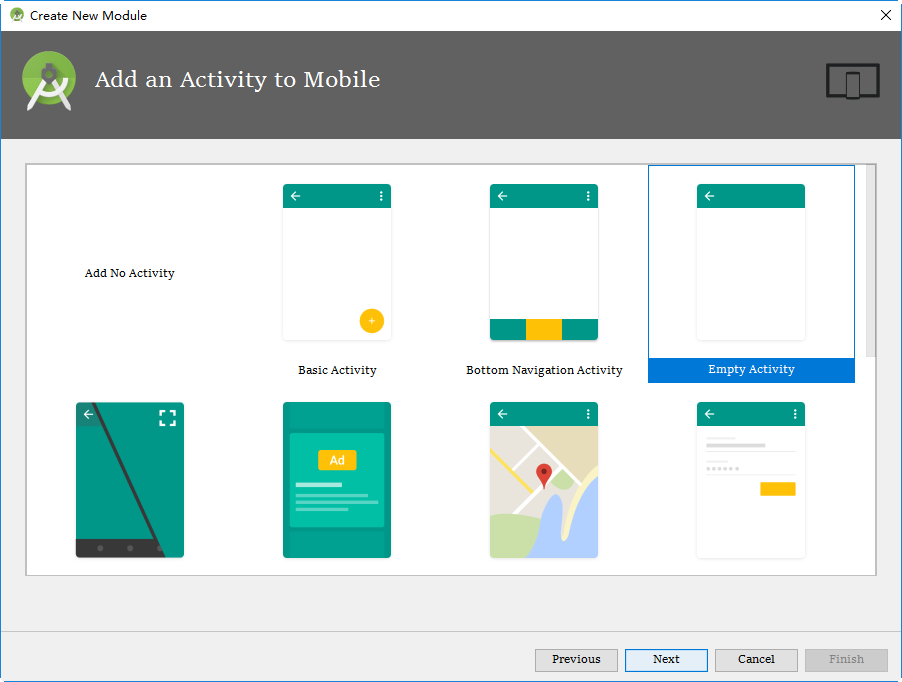 Create New Module
Add an Activity to Mobile
Add No Activity
Basic Activity
Bottom Navigation Activity
Empty Activity
Ad
Previous
Next
Cancel
Finish